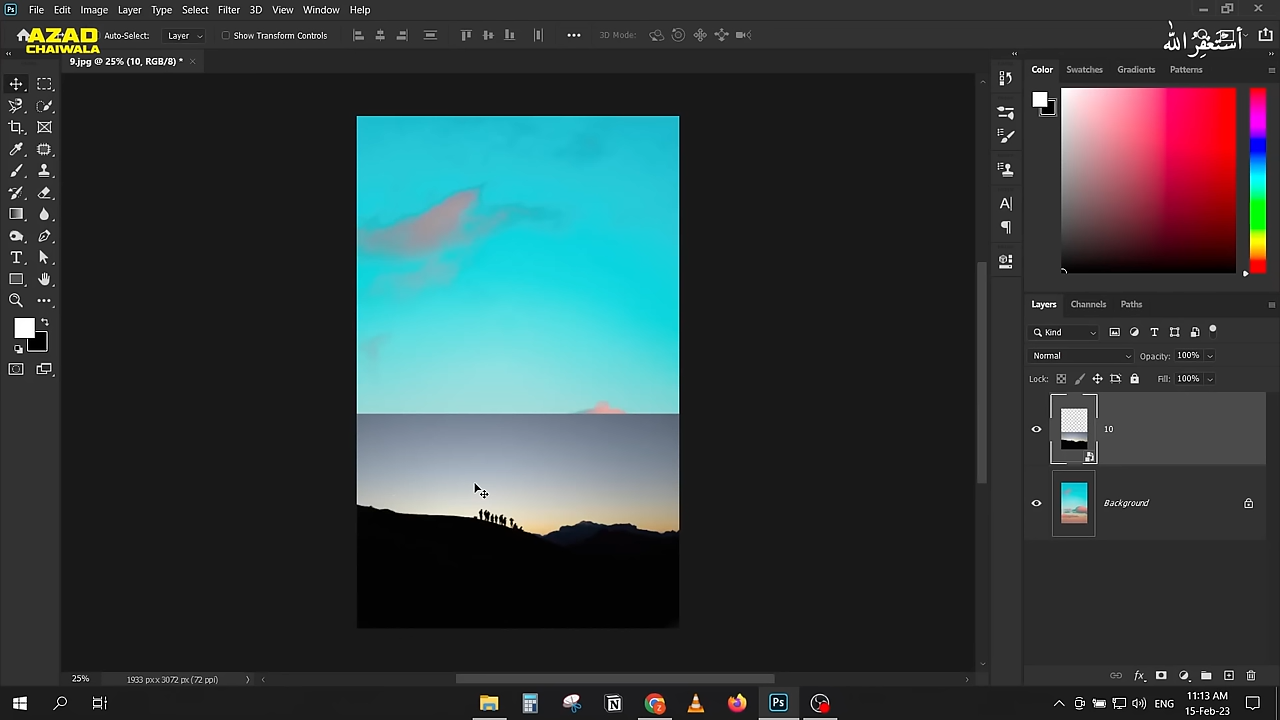 File Edit Image Layer Type Select Filter 3D View Window Help
AZAD
CHAIWALA
Auto-Select: Layer Show Transform Controls 3D Mode:
أستغفر الله
9.jpg @ 25% (10, RGB/8) *
Color Swatches Gradients Patterns
Layers Channels Paths
Kind
Normal Opacity: 100%
Lock: Fill: 100%
10
Background
25% 1933 px x 3072 px (72 ppi)
ENG
11:13 AM
15-Feb-23